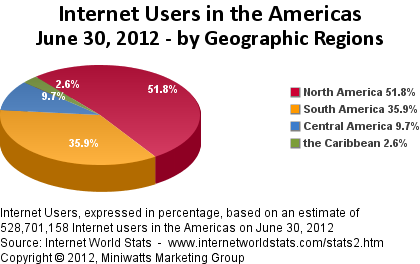 Internet Users in the Americas
June 30, 2012 - by Geographic Regions
2.6%
51.8%
9.7%
35.9%
North America 51.8%
South America 35.9%
Central America 9.7%
the Caribbean 2.6%
Internet Users, expressed in percentage, based on an estimate of
528,701,158 Internet users in the Americas on June 30, 2012
Source: Internet World Stats - www.internetworldstats.com/stats2.htm
Copyright © 2012, Miniwatts Marketing Group